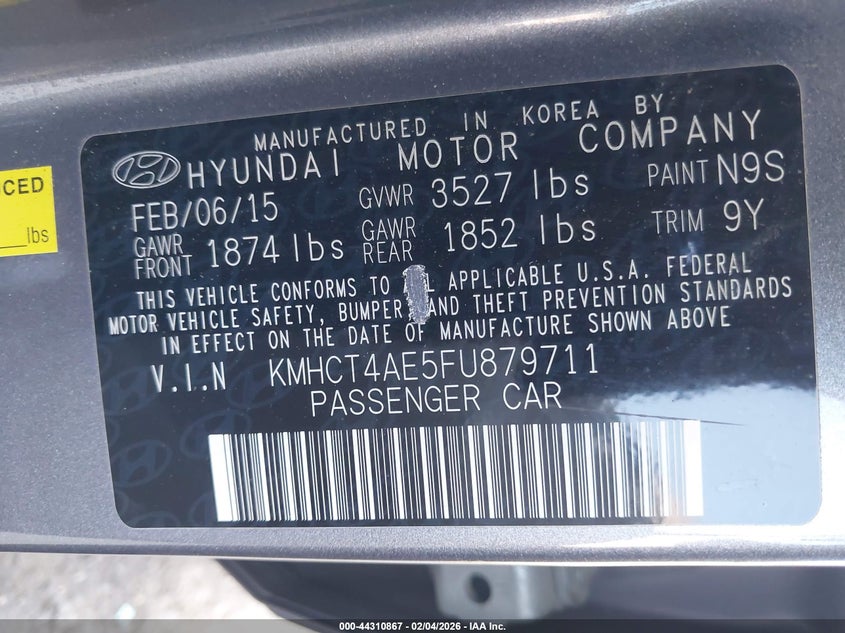 MANUFACTURED IN KOREA BY
HYUNDAI MOTOR COMPANY
FEB/06/15 GVWR 3527 lbs PAINT N9S
GAWR FRONT 1874 lbs GAWR REAR 1852 lbs TRIM 9Y
THIS VEHICLE CONFORMS TO APPLICABLE U.S.A. FEDERAL
MOTOR VEHICLE SAFETY, BUMPER, AND THEFT PREVENTION STANDARDS
IN EFFECT ON THE DATE OF MANUFACTURE SHOWN ABOVE
V.I.N KMHCT4AE5FU879711
PASSENGER CAR
lbs
000-44310867 - 02/04/2026 - IAA Inc.